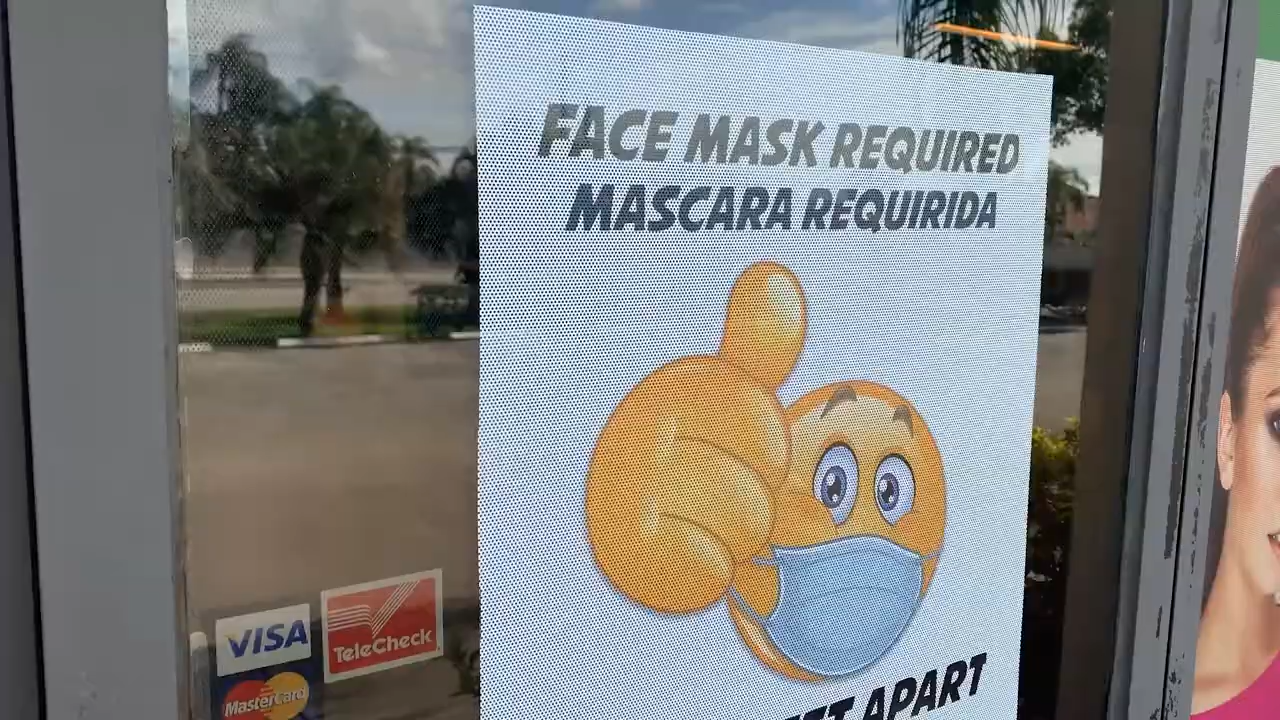 FACE MASK REQUIRED
MASCARA REQUIRIDA
APART
VISA
TeleCheck
MasterCard